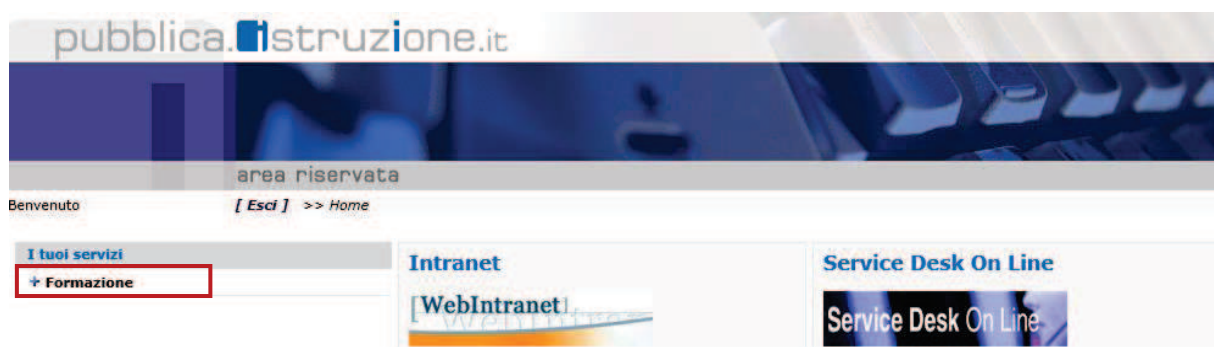 pubblica.istruzione.it
area riservata
Benvenuto [ Esci ] >> Home
I tuoi servizi
+ Formazione
Intranet
[WebIntranet]
Service Desk On Line
Service Desk On Line